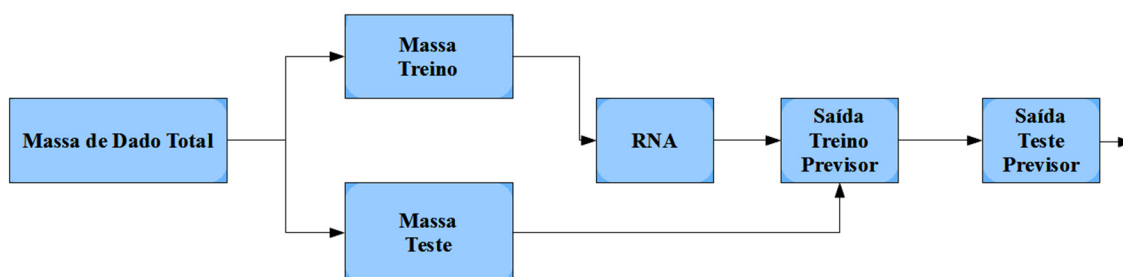 Massa
Treino
Massa de Dado Total
RNA
Saída
Treino
Previsor
Saída
Teste
Previsor
Massa
Teste